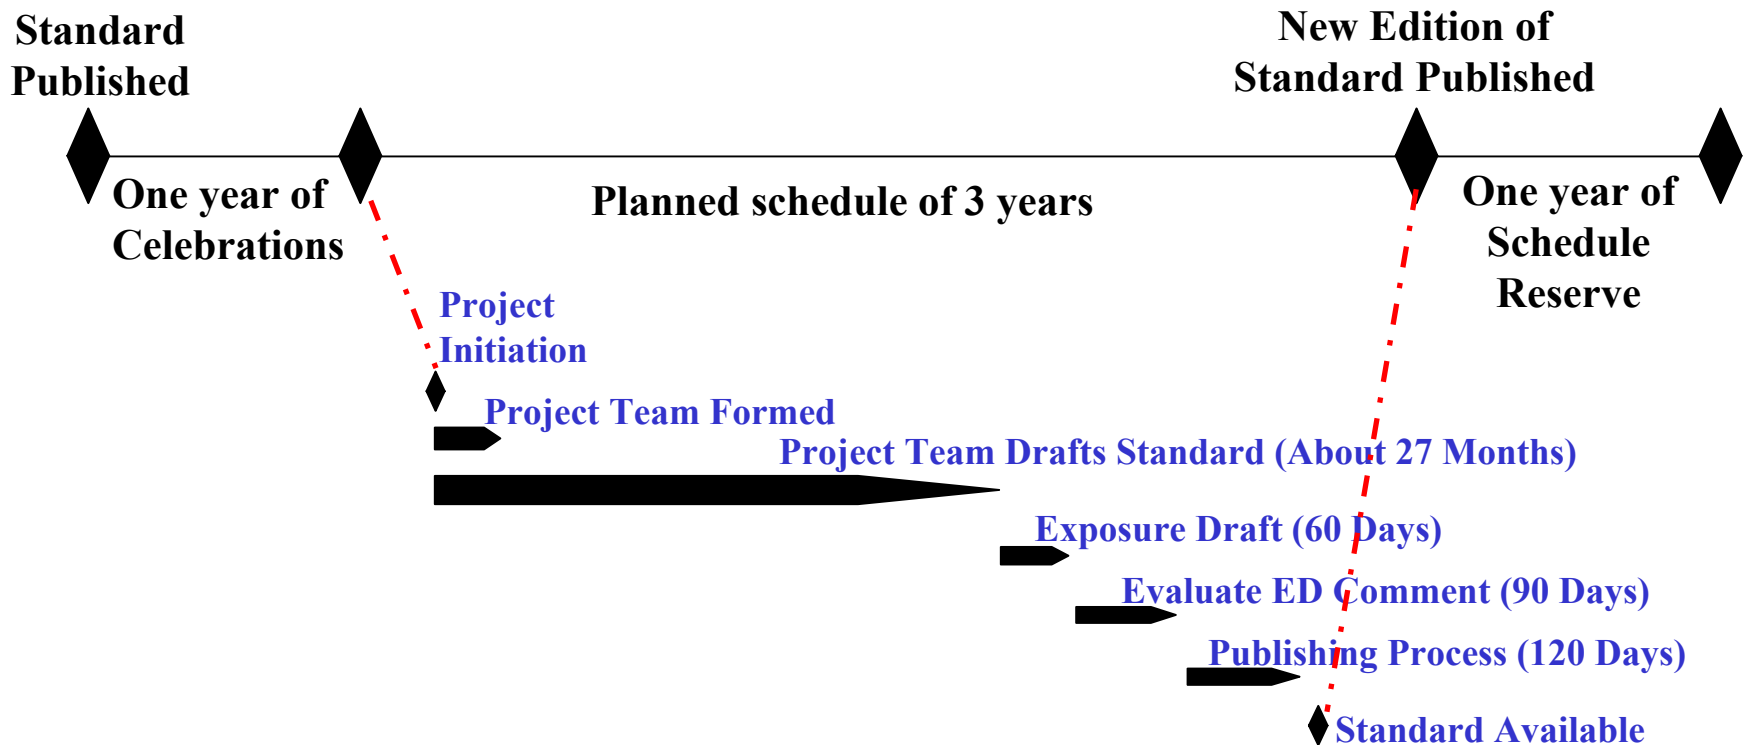 Standard
Published
New Edition of
Standard Published
One year of
Celebrations
Planned schedule of 3 years
One year of
Schedule
Reserve
Project
Initiation
Project Team Formed
Project Team Drafts Standard (About 27 Months)
Exposure Draft (60 Days)
Evaluate ED Comment (90 Days)
Publishing Process (120 Days)
Standard Available